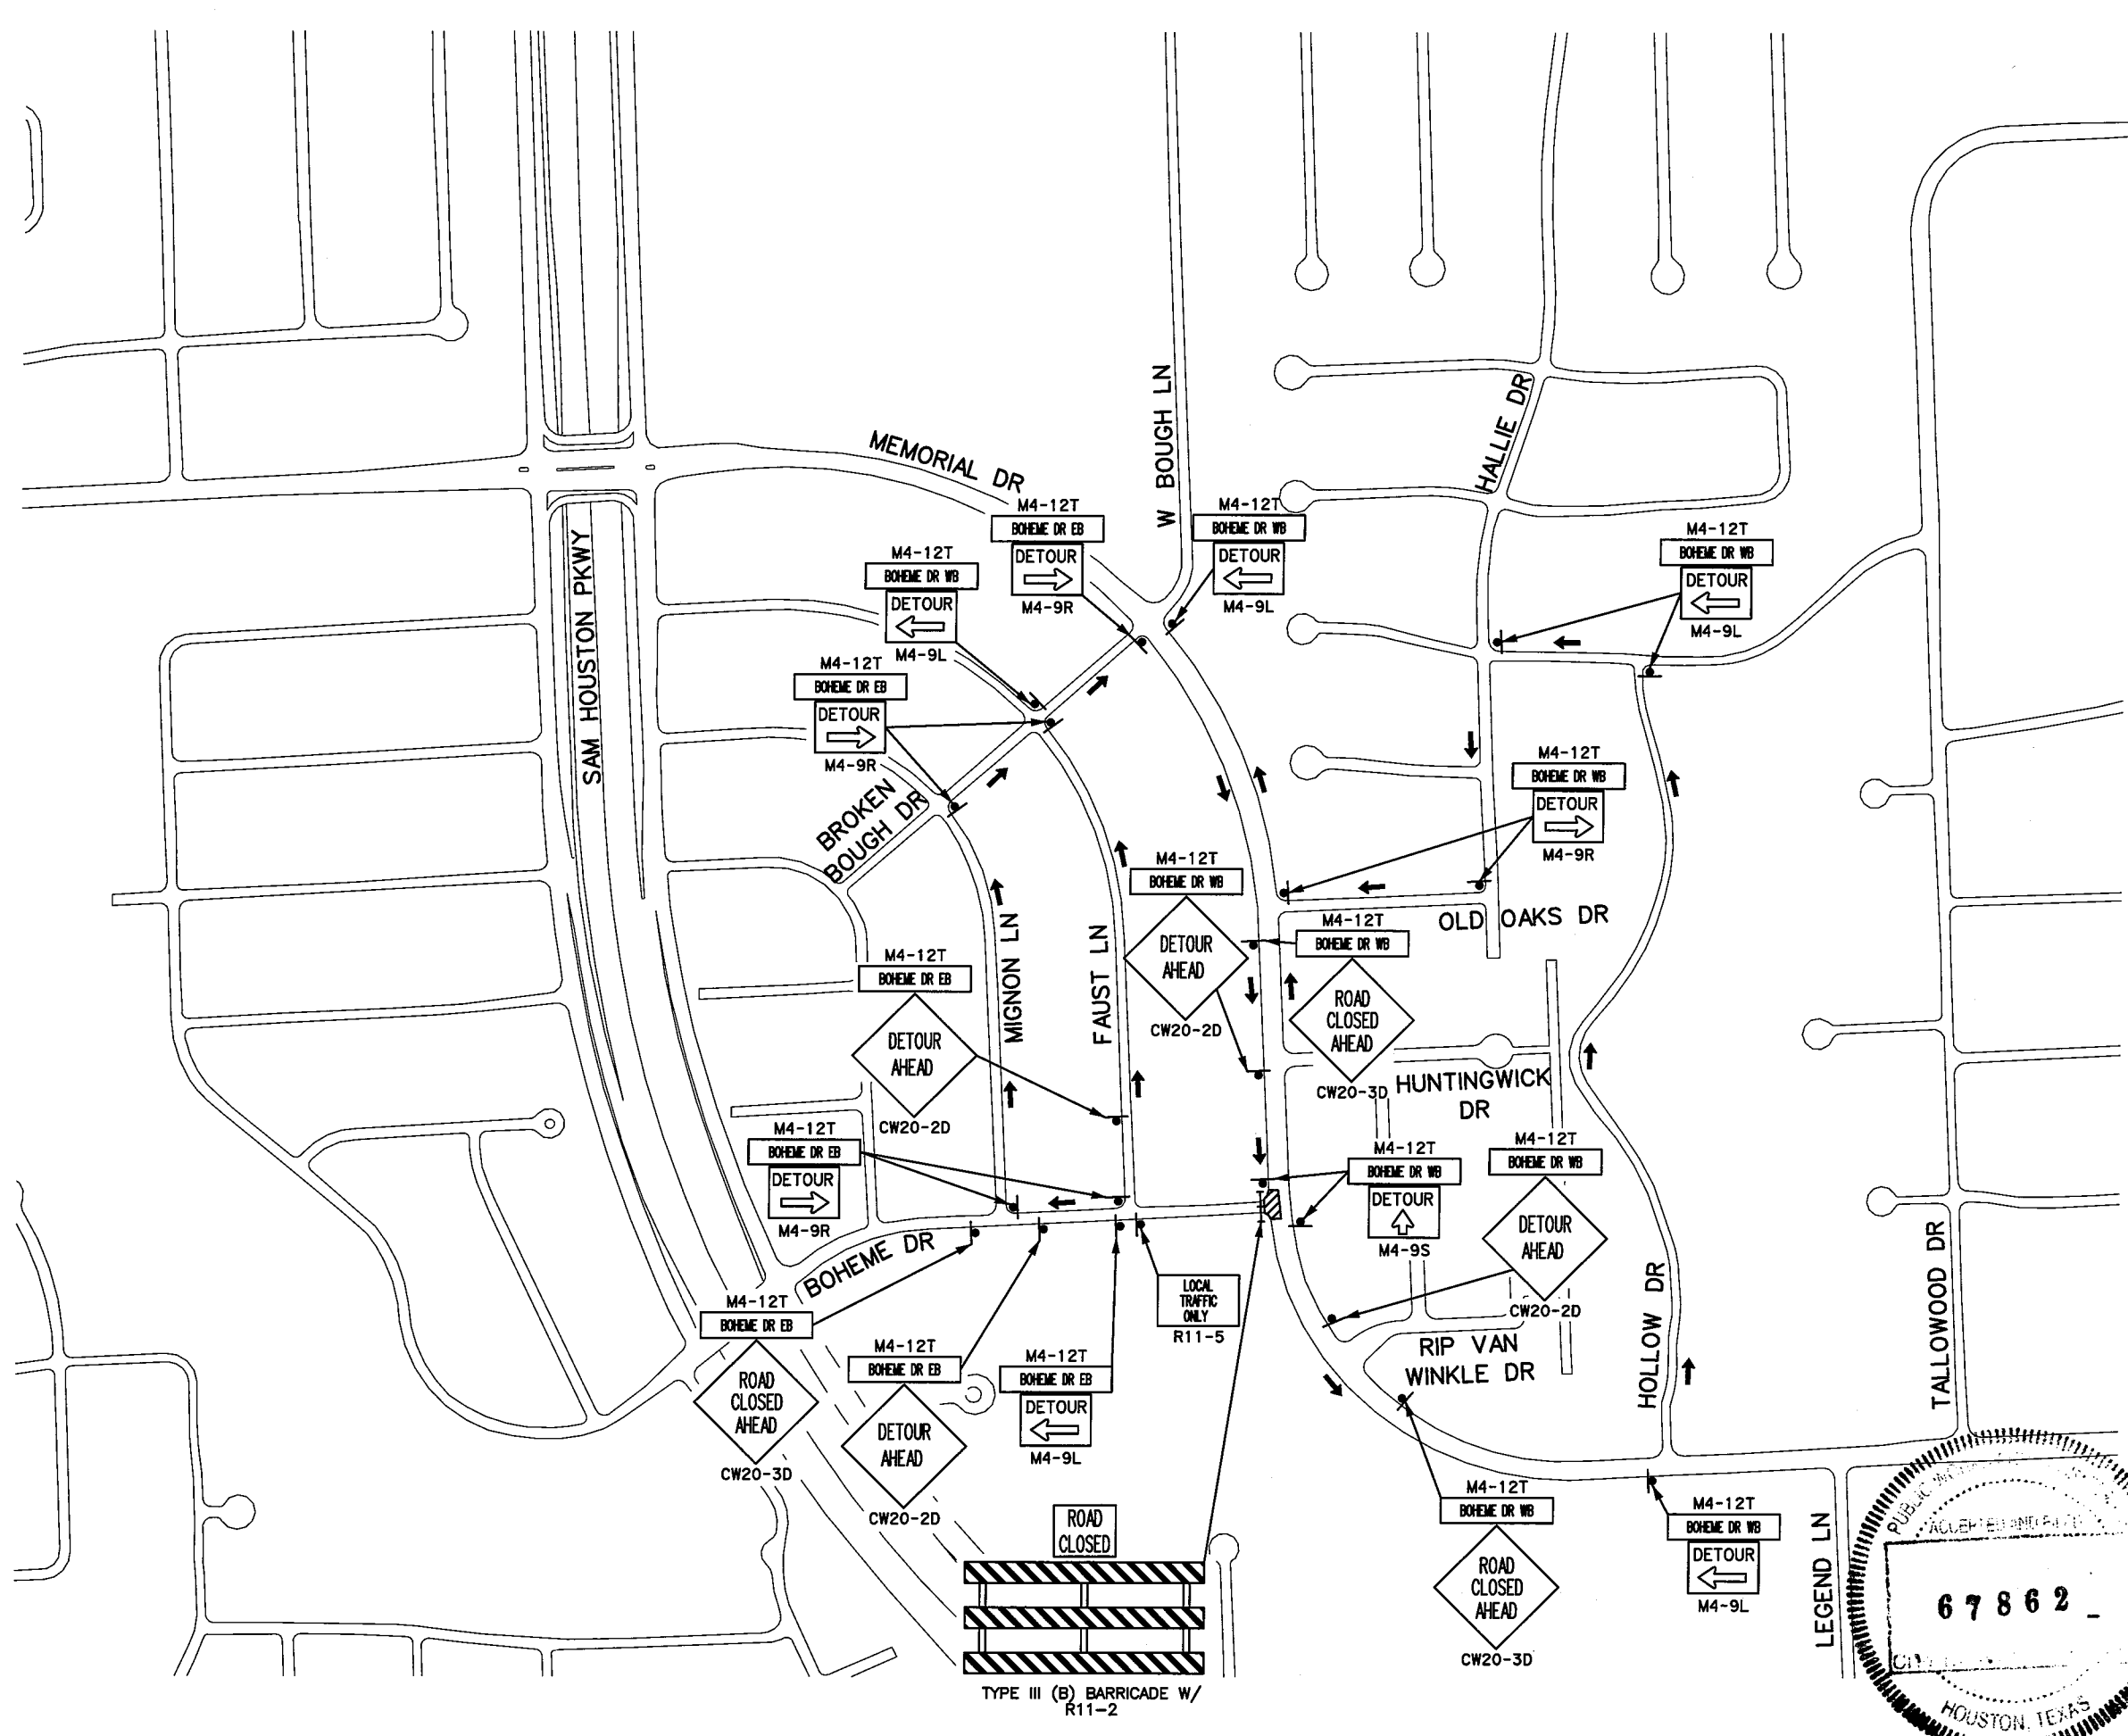 MEMORIAL DR
W BOUGH LN
HALLIE DR
SAM HOUSTON PKWY
M4-12T
BOHEME DR EB
DETOUR
M4-9R
M4-12T
BOHEME DR WB
DETOUR
M4-9L
M4-12T
BOHEME DR WB
DETOUR
M4-9L
M4-12T
BOHEME DR WB
DETOUR
M4-9L
M4-12T
BOHEME DR EB
DETOUR
M4-9R
BROKEN
BOUGH DR
M4-12T
BOHEME DR WB
DETOUR
M4-9R
MIGNON LN
FAUST LN
M4-12T
BOHEME DR WB
DETOUR
AHEAD
CW20-2D
OLD OAKS DR
M4-12T
BOHEME DR WB
ROAD
CLOSED
AHEAD
CW20-3D
M4-12T
BOHEME DR EB
DETOUR
AHEAD
CW20-2D
HUNTINGWICK
DR
M4-12T
BOHEME DR EB
DETOUR
M4-9R
M4-12T
BOHEME DR WB
DETOUR
M4-9S
M4-12T
BOHEME DR WB
DETOUR
AHEAD
CW20-2D
BOHEME DR
LOCAL
TRAFFIC
ONLY
R11-5
HOLLOW DR
TALLOWOOD DR
RIP VAN
WINKLE DR
M4-12T
BOHEME DR EB
ROAD
CLOSED
AHEAD
CW20-3D
M4-12T
BOHEME DR EB
DETOUR
AHEAD
CW20-2D
M4-12T
BOHEME DR EB
DETOUR
M4-9L
M4-12T
BOHEME DR WB
ROAD
CLOSED
AHEAD
CW20-3D
M4-12T
BOHEME DR WB
DETOUR
M4-9L
LEGEND LN
ROAD
CLOSED
TYPE III (B) BARRICADE W/
R11-2
PUBLIC
ACCEPTED AND
67862
HOUSTON, TEXAS